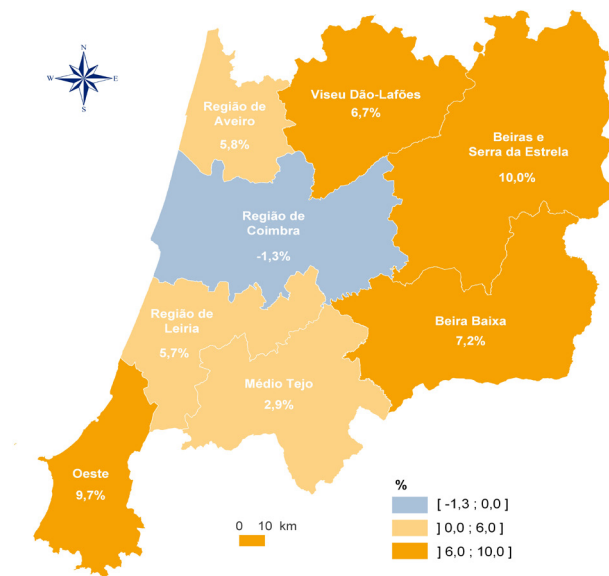 N
W
E
S
Região de
Aveiro
5,8%
Viseu Dão-Lafões
6,7%
Beiras e
Serra da Estrela
10,0%
Região de
Coimbra
-1,3%
Região de
Leiria
5,7%
Médio Tejo
2,9%
Beira Baixa
7,2%
Oeste
9,7%
0 10 km
%
[ -1,3 ; 0,0 ]
] 0,0 ; 6,0 ]
] 6,0 ; 10,0 ]